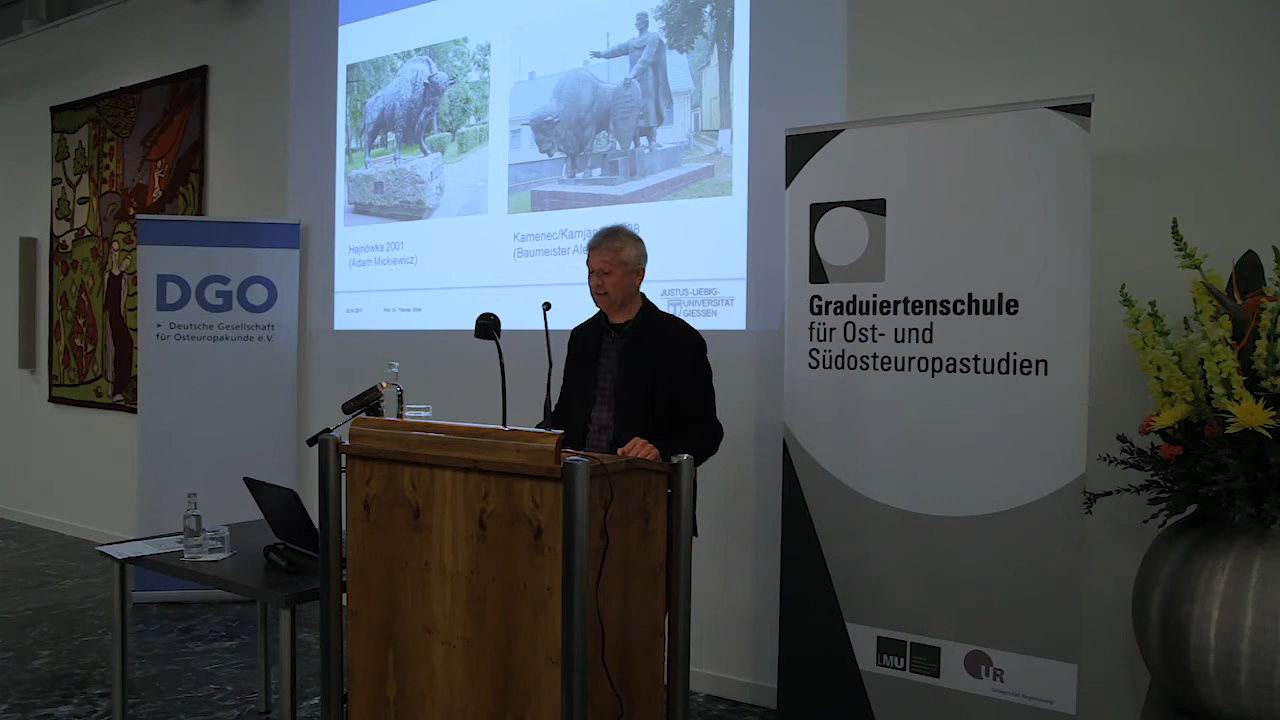 Hajnówka 2001
(Adam Mickiewicz)
Kamenec/Kamjan
(Baumeister Ale
JUSTUS-LIEBIG-
UNIVERSITÄT
GIESSEN
DGO
➤ Deutsche Gesellschaft
für Osteuropakunde e.V.
Graduiertenschule
für Ost- und
Südosteuropastudien
LMU
UR